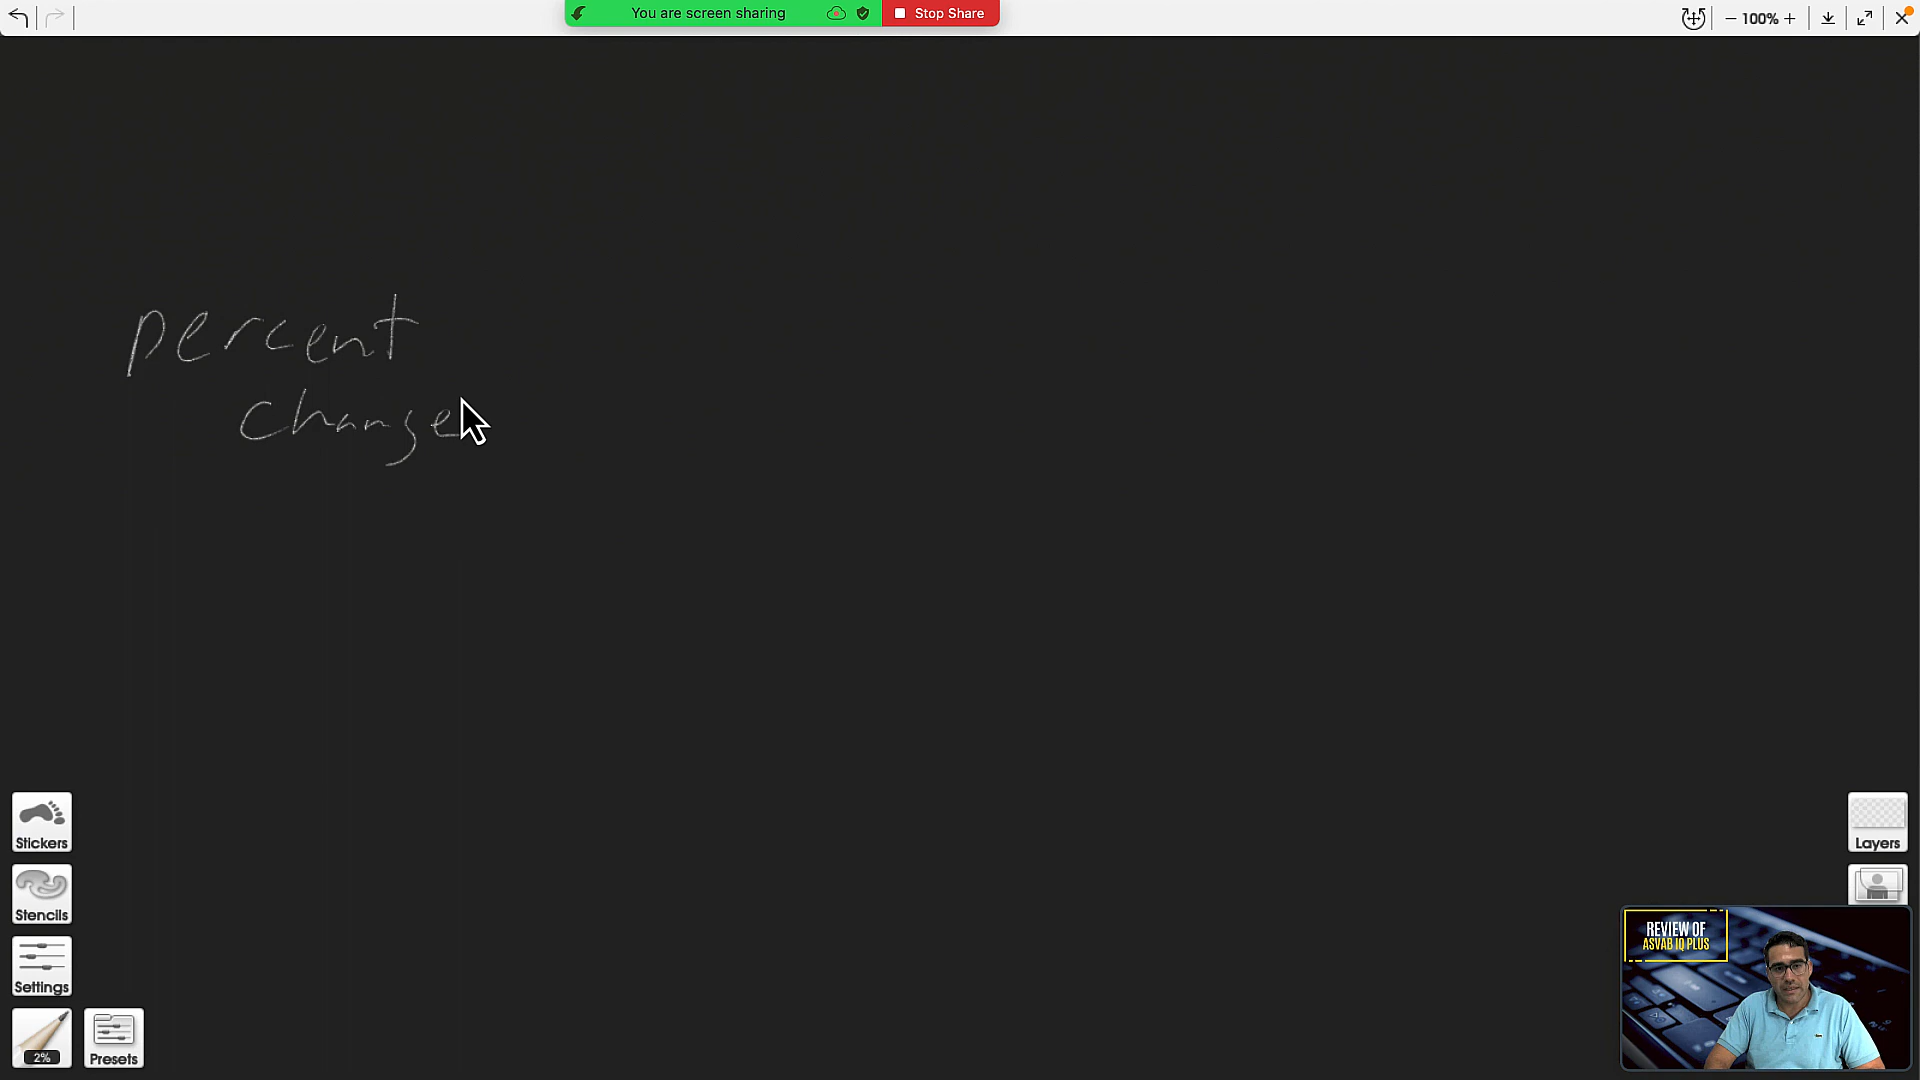 You are screen sharing
Stop Share
100%
percent
change
Stickers
Stencils
Settings
2%
Presets
Layers
REVIEW OF
ASVAB IQ PLUS